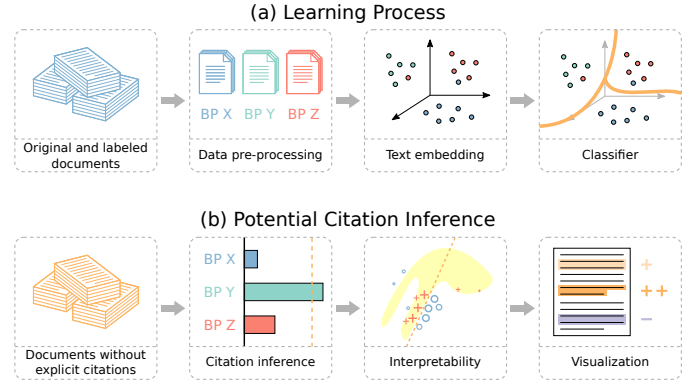 (a) Learning Process
BP X
BP Y
BP Z
Original and labeled
documents
Data pre-processing
Text embedding
Classifier
(b) Potential Citation Inference
BP X
BP Y
BP Z
+
++
−
Documents without
explicit citations
Citation inference
Interpretability
Visualization